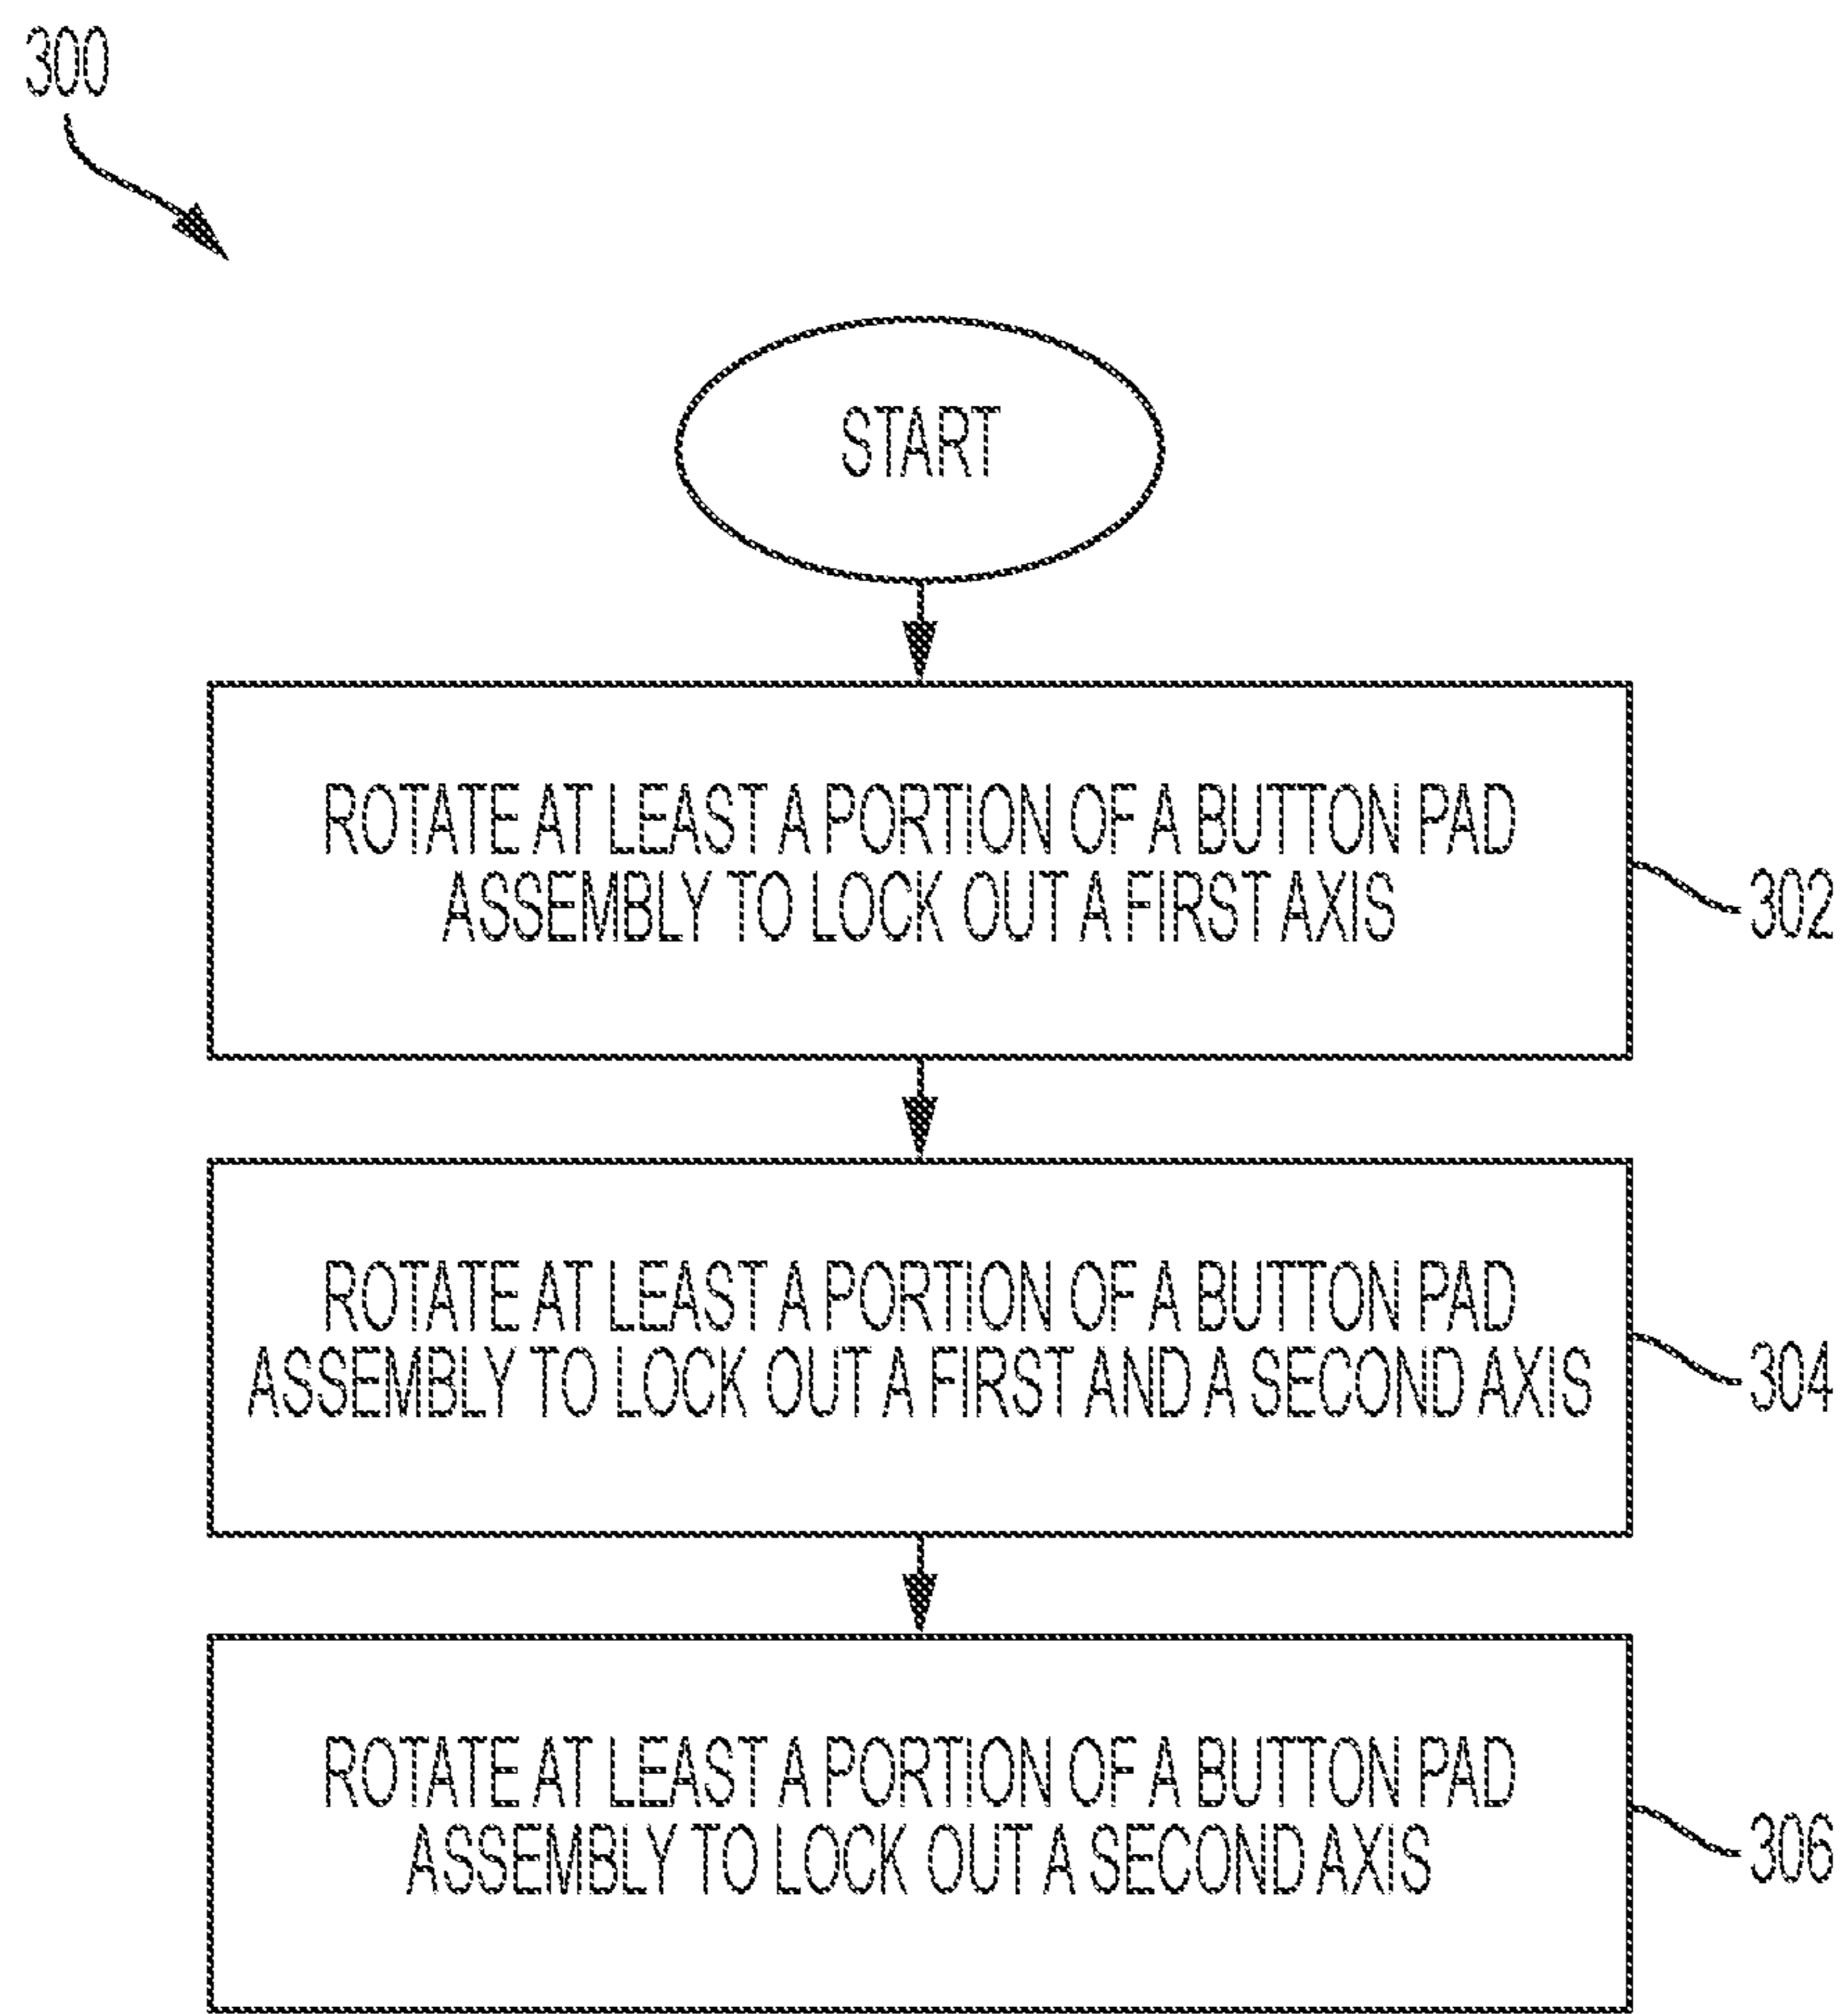 300
START
ROTATE AT LEAST A PORTION OF A BUTTON PAD
ASSEMBLY TO LOCK OUT A FIRST AXIS
302
ROTATE AT LEAST A PORTION OF A BUTTON PAD
ASSEMBLY TO LOCK OUT A FIRST AND A SECOND AXIS
304
ROTATE AT LEAST A PORTION OF A BUTTON PAD
ASSEMBLY TO LOCK OUT A SECOND AXIS
306